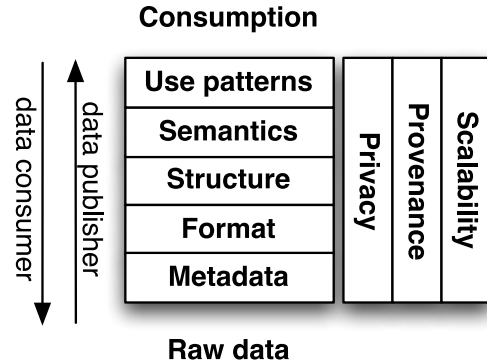 Consumption
data consumer
data publisher
Use patterns
Semantics
Structure
Format
Metadata
Privacy
Provenance
Scalability
Raw data